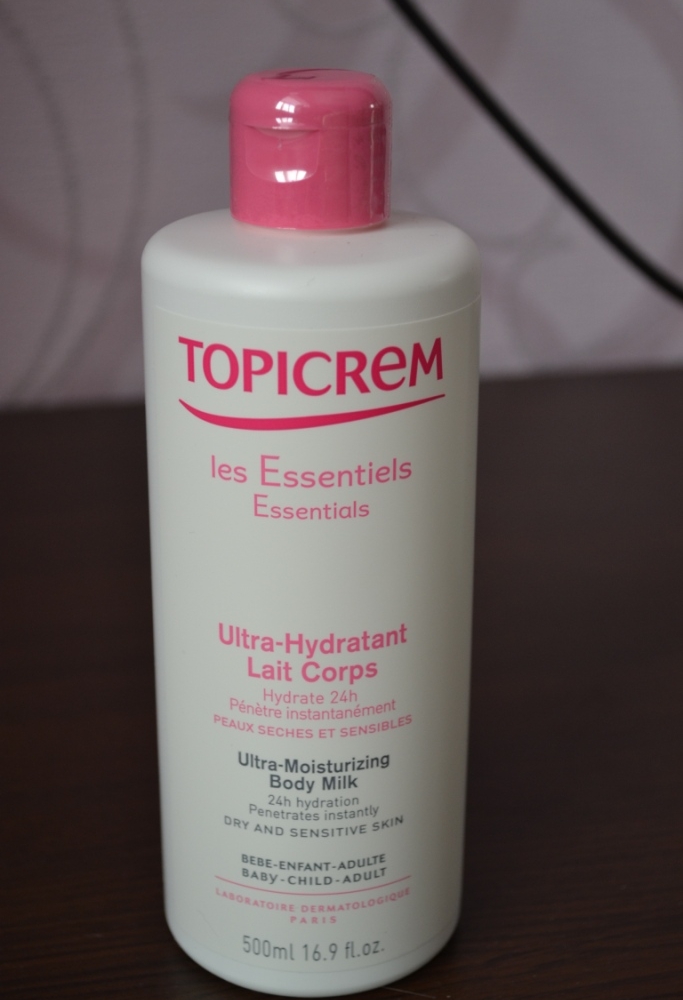 TOPICReM
les Essentiels
Essentials
Ultra-Hydratant
Lait Corps
Hydrate 24h
Pénètre instantanément
PEAUX SECHES ET SENSIBLES
Ultra-Moisturizing
Body Milk
24h hydration
Penetrates instantly
DRY AND SENSITIVE SKIN
BEBE-ENFANT-ADULTE
BABY-CHILD-ADULT
LABORATOIRE DERMATOLOGIQUE
PARIS
500ml 16.9 fl.oz.